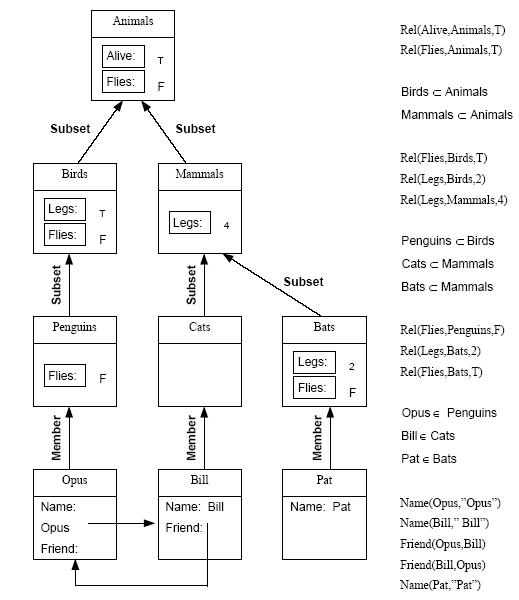 Animals
Alive: T
Flies: F
Subset
Subset
Birds
Legs: T
Flies: F
Mammals
Legs: 4
Subset
Subset
Subset
Penguins
Flies: F
Cats
Bats
Legs: 2
Flies: F
Member
Member
Member
Opus
Name:
Opus
Friend:
Bill
Name: Bill
Friend:
Pat
Name: Pat
Rel(Alive,Animals,T)
Rel(Flies,Animals,T)
Birds ⊂ Animals
Mammals ⊂ Animals
Rel(Flies,Birds,T)
Rel(Legs,Birds,2)
Rel(Legs,Mammals,4)
Penguins ⊂ Birds
Cats ⊂ Mammals
Bats ⊂ Mammals
Rel(Flies,Penguins,F)
Rel(Legs,Bats,2)
Rel(Flies,Bats,T)
Opus ∈ Penguins
Bill ∈ Cats
Pat ∈ Bats
Name(Opus,”Opus”)
Name(Bill,” Bill”)
Friend(Opus,Bill)
Friend(Bill,Opus)
Name(Pat,”Pat”)